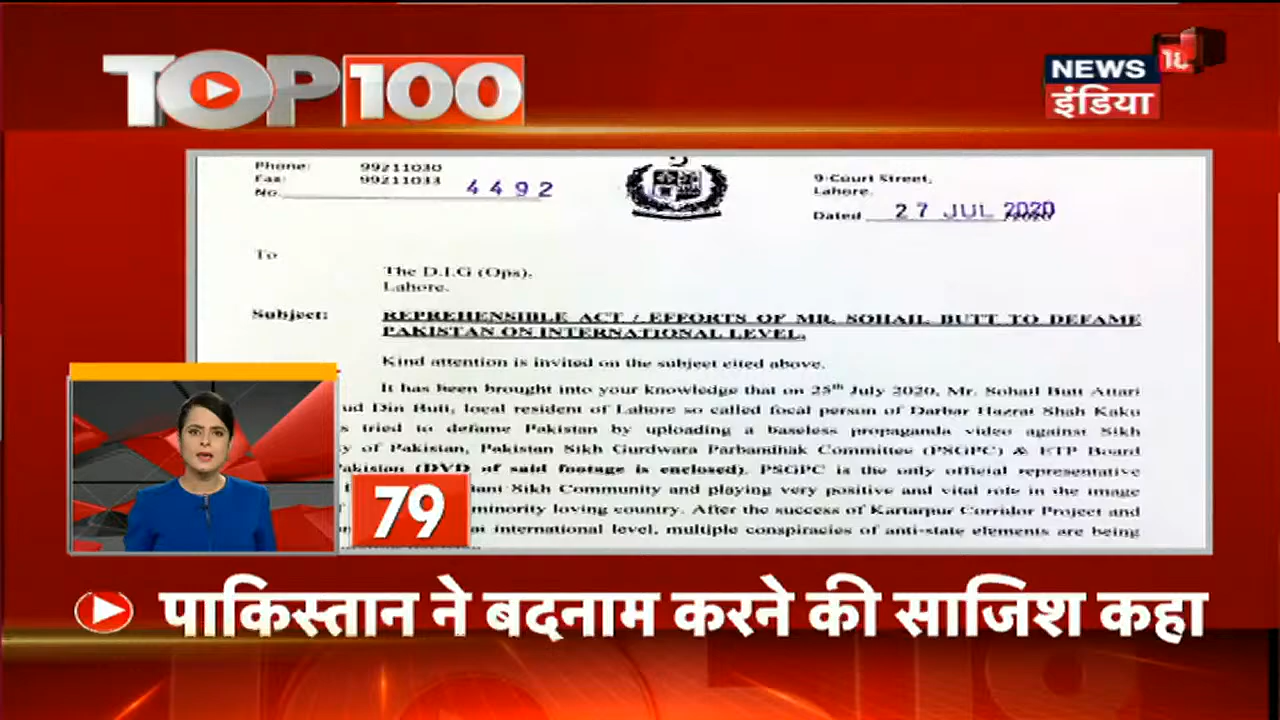 TOP 100
NEWS 18
इंडिया
Phone: 99211030
Fax: 99211033
No. 4492
9-Court Street,
Lahore.
Dated 27 JUL 2020
To
The D.I.G (Ops),
Lahore.
Subject: REPREHENSIBLE ACT / EFFORTS OF MR. SOHAIL BUTT TO DEFAME
PAKISTAN ON INTERNATIONAL LEVEL.
Kind attention is invited on the subject cited above.
It has been brought into your knowledge that on 25th July 2020, Mr. Sohail Butt Attari
ud Din Butt, local resident of Lahore so called focal person of Darbar Hazrat Shah Kaku
s tried to defame Pakistan by uploading a baseless propaganda video against Sikh
y of Pakistan, Pakistan Sikh Gurdwara Parbandhak Committee (PSGPC) & ETP Board
akistan (DVD of said footage is enclosed). PSGPC is the only official representative
ani Sikh Community and playing very positive and vital role in the image
minority loving country. After the success of Kartarpur Corridor Project and
international level, multiple conspiracies of anti-state elements are being
79
पाकिस्तान ने बदनाम करने की साजिश कहा